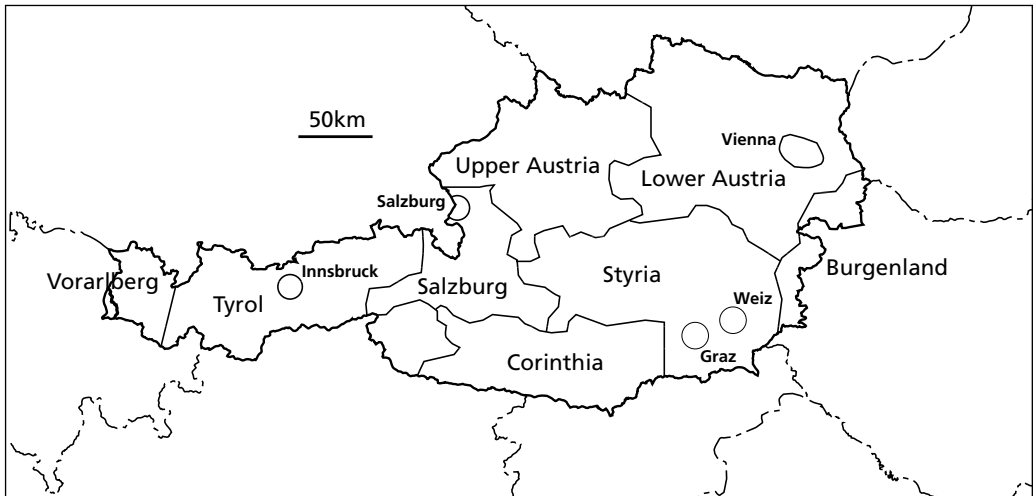 50km
Vienna
Upper Austria
Lower Austria
Salzburg
Innsbruck
Vorarlberg
Tyrol
Salzburg
Styria
Burgenland
Weiz
Graz
Corinthia